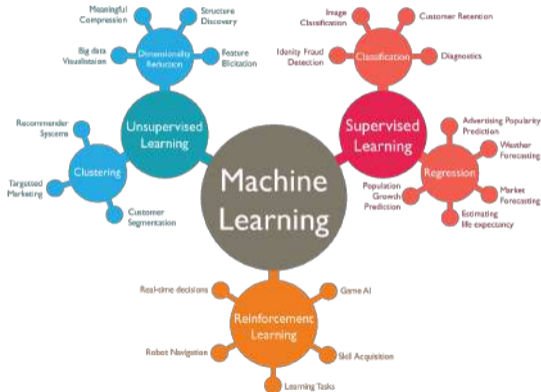 Meaningful
Compression
Structure
Discovery
Big data
Visualisation
Dimensionality
Reduction
Feature
Elicitation
Unsupervised
Learning
Recommender
Systems
Clustering
Targetted
Marketing
Customer
Segmentation
Machine
Learning
Image
Classification
Customer Retention
Idenity Fraud
Detection
Classification
Diagnostics
Supervised
Learning
Advertising Popularity
Prediction
Weather
Forecasting
Regression
Population
Growth
Prediction
Market
Forecasting
Estimating
life expectancy
Real-time decisions
Game AI
Reinforcement
Learning
Robot Navigation
Skill Acquisition
Learning Tasks